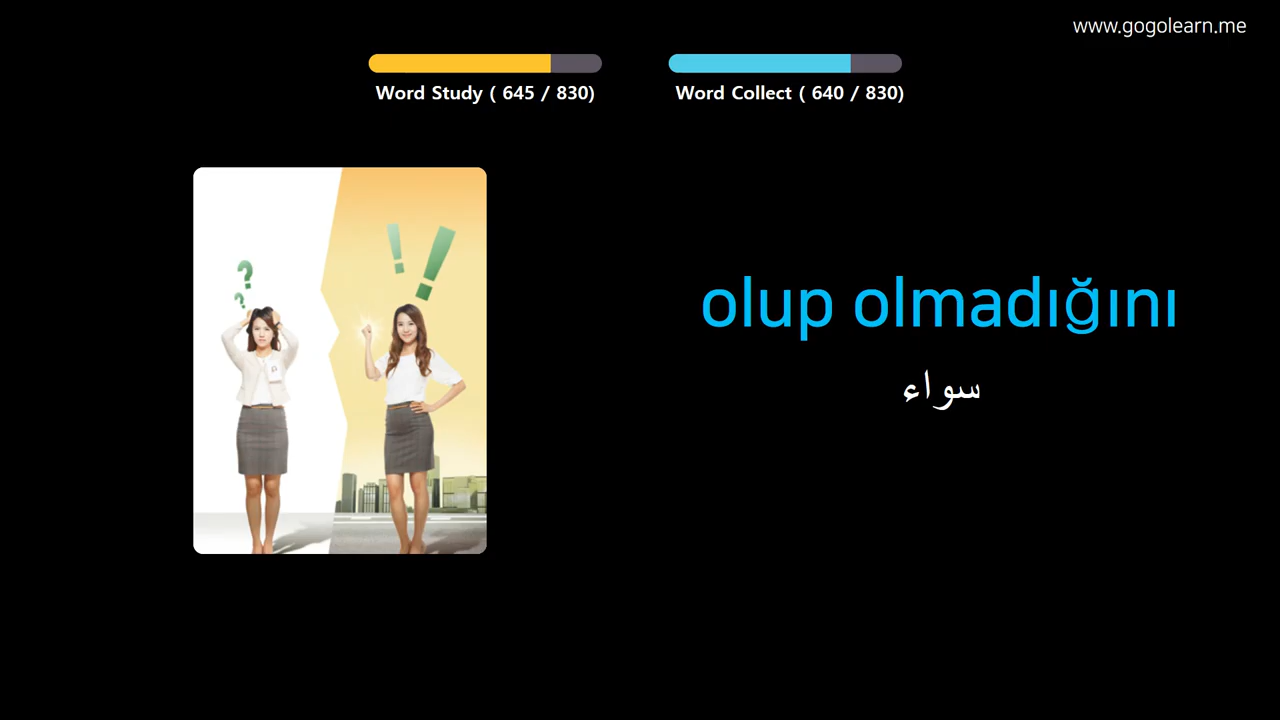 www.gogolearn.me
Word Study ( 645 / 830)
Word Collect ( 640 / 830)
? ?
! !
olup olmadığını
سواء